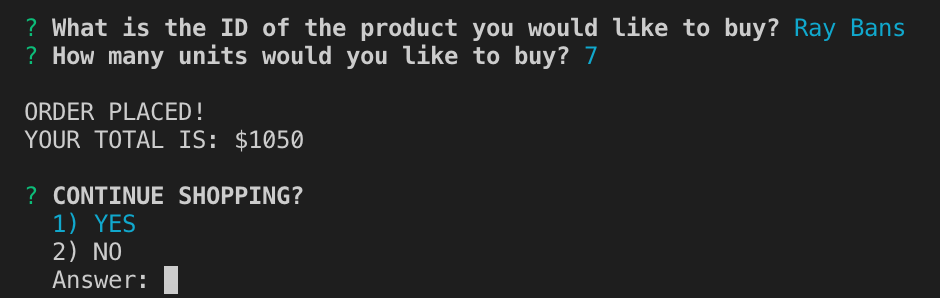 ? What is the ID of the product you would like to buy? Ray Bans
? How many units would you like to buy? 7
ORDER PLACED!
YOUR TOTAL IS: $1050
? CONTINUE SHOPPING?
1) YES
2) NO
Answer: